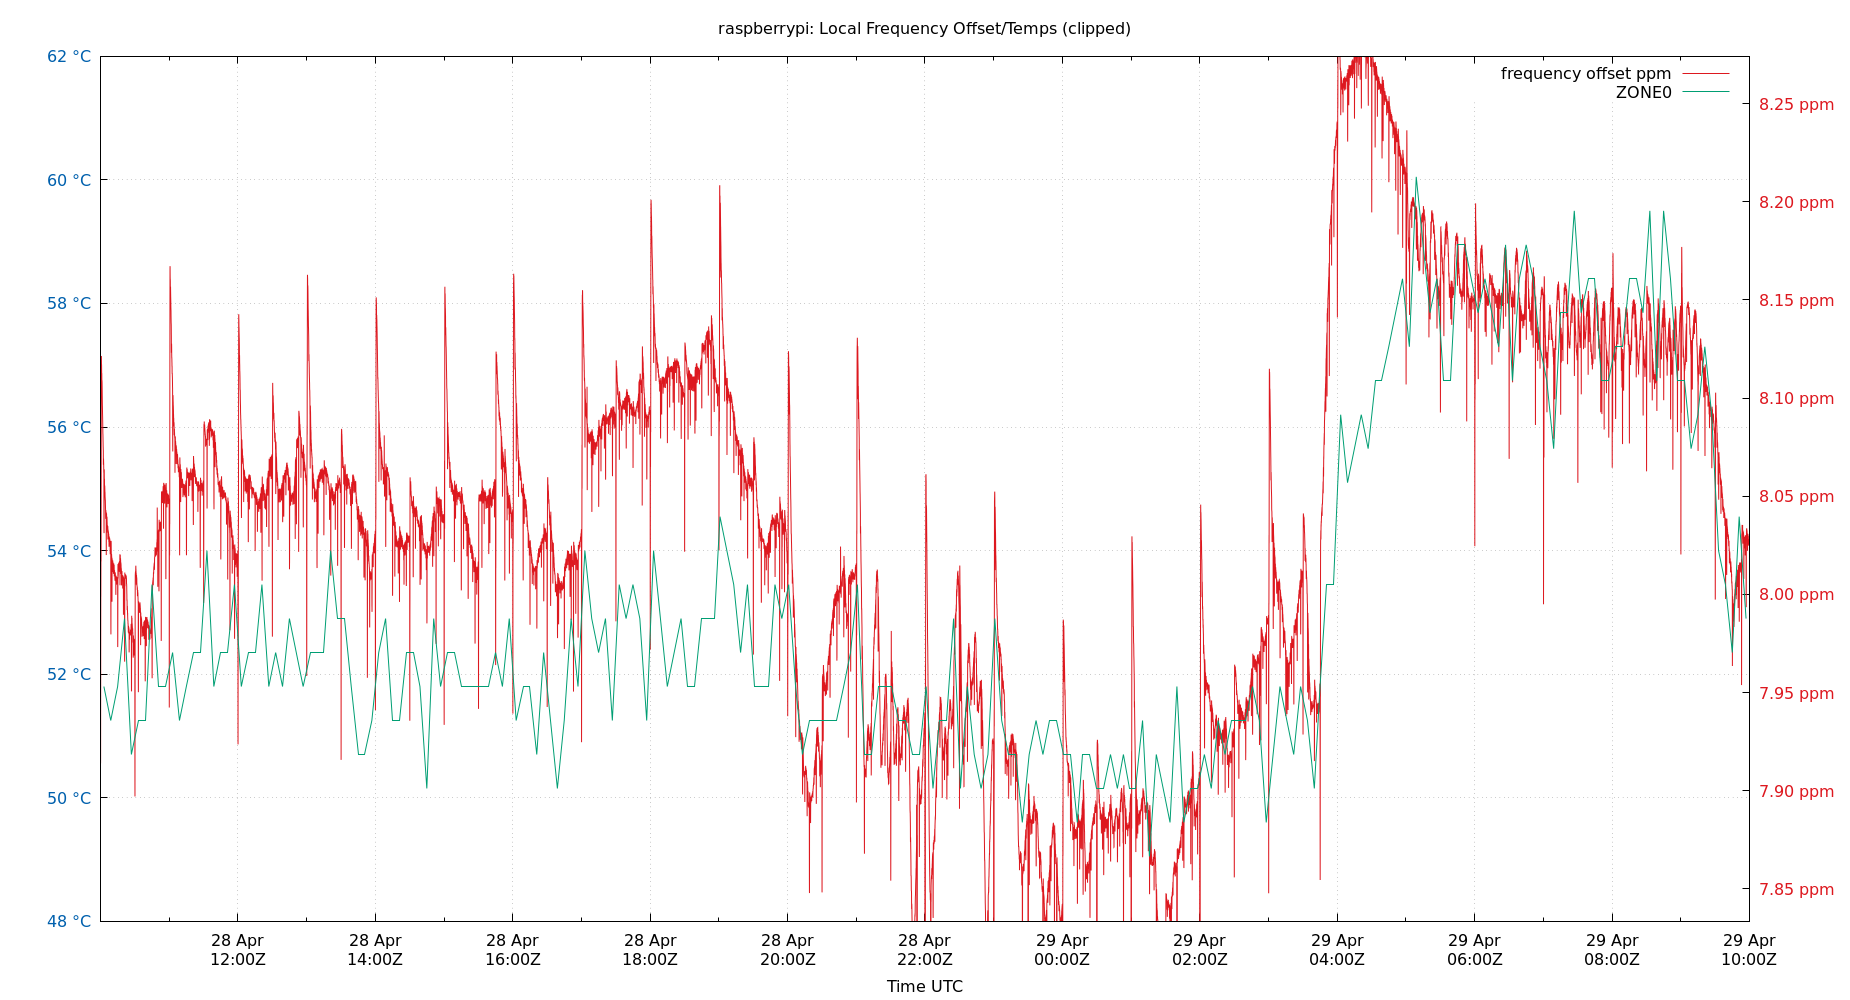 raspberrypi: Local Frequency Offset/Temps (clipped)
62 °C
60 °C
58 °C
56 °C
54 °C
52 °C
50 °C
48 °C
frequency offset ppm
ZONE0
8.25 ppm
8.20 ppm
8.15 ppm
8.10 ppm
8.05 ppm
8.00 ppm
7.95 ppm
7.90 ppm
7.85 ppm
28 Apr
12:00Z
28 Apr
14:00Z
28 Apr
16:00Z
28 Apr
18:00Z
28 Apr
20:00Z
28 Apr
22:00Z
29 Apr
00:00Z
29 Apr
02:00Z
29 Apr
04:00Z
29 Apr
06:00Z
29 Apr
08:00Z
29 Apr
10:00Z
Time UTC